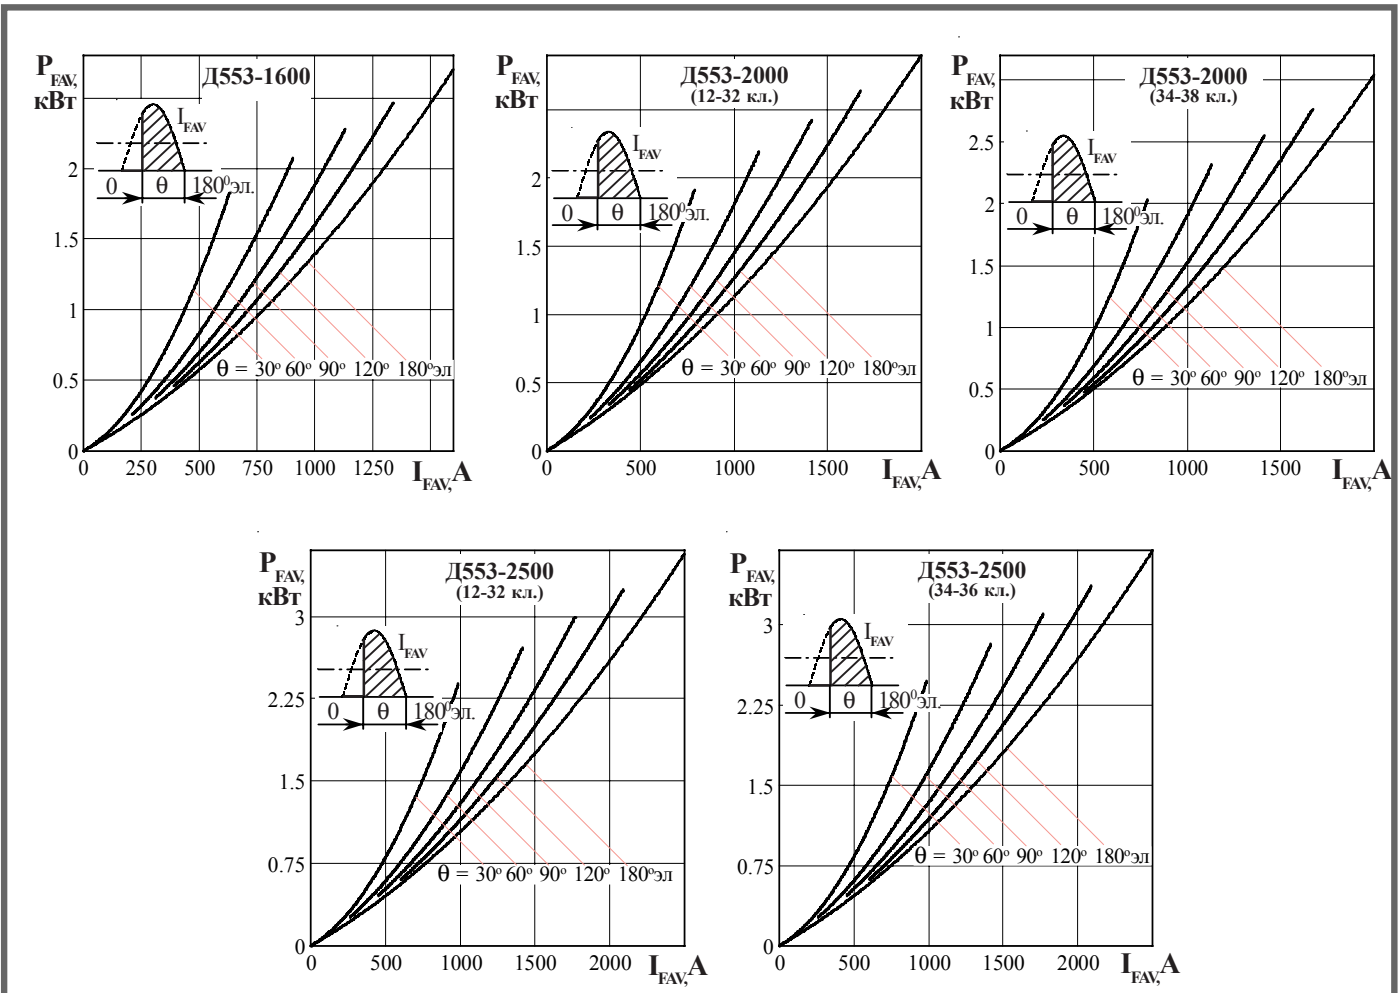 P_FAV, кВт
Д553-1600
I_FAV
0 θ 180⁰эл.
2
1.5
1
0.5
0
θ = 30º 60º 90º 120º 180ºэл
0 250 500 750 1000 1250 I_FAV, А
P_FAV, кВт
Д553-2000
(12-32 кл.)
I_FAV
0 θ 180⁰эл.
2
1.5
1
0.5
0
θ = 30º 60º 90º 120º 180ºэл
0 500 1000 1500 I_FAV, А
P_FAV, кВт
Д553-2000
(34-38 кл.)
I_FAV
0 θ 180⁰эл.
2.5
2
1.5
1
0.5
0
θ = 30º 60º 90º 120º 180ºэл
0 500 1000 1500 I_FAV, А
P_FAV, кВт
Д553-2500
(12-32 кл.)
I_FAV
0 θ 180⁰эл.
3
2.25
1.5
0.75
0
θ = 30º 60º 90º 120º 180ºэл
0 500 1000 1500 2000 I_FAV, А
P_FAV, кВт
Д553-2500
(34-36 кл.)
I_FAV
0 θ 180⁰эл.
3
2.25
1.5
0.75
0
θ = 30º 60º 90º 120º 180ºэл
0 500 1000 1500 2000 I_FAV, А